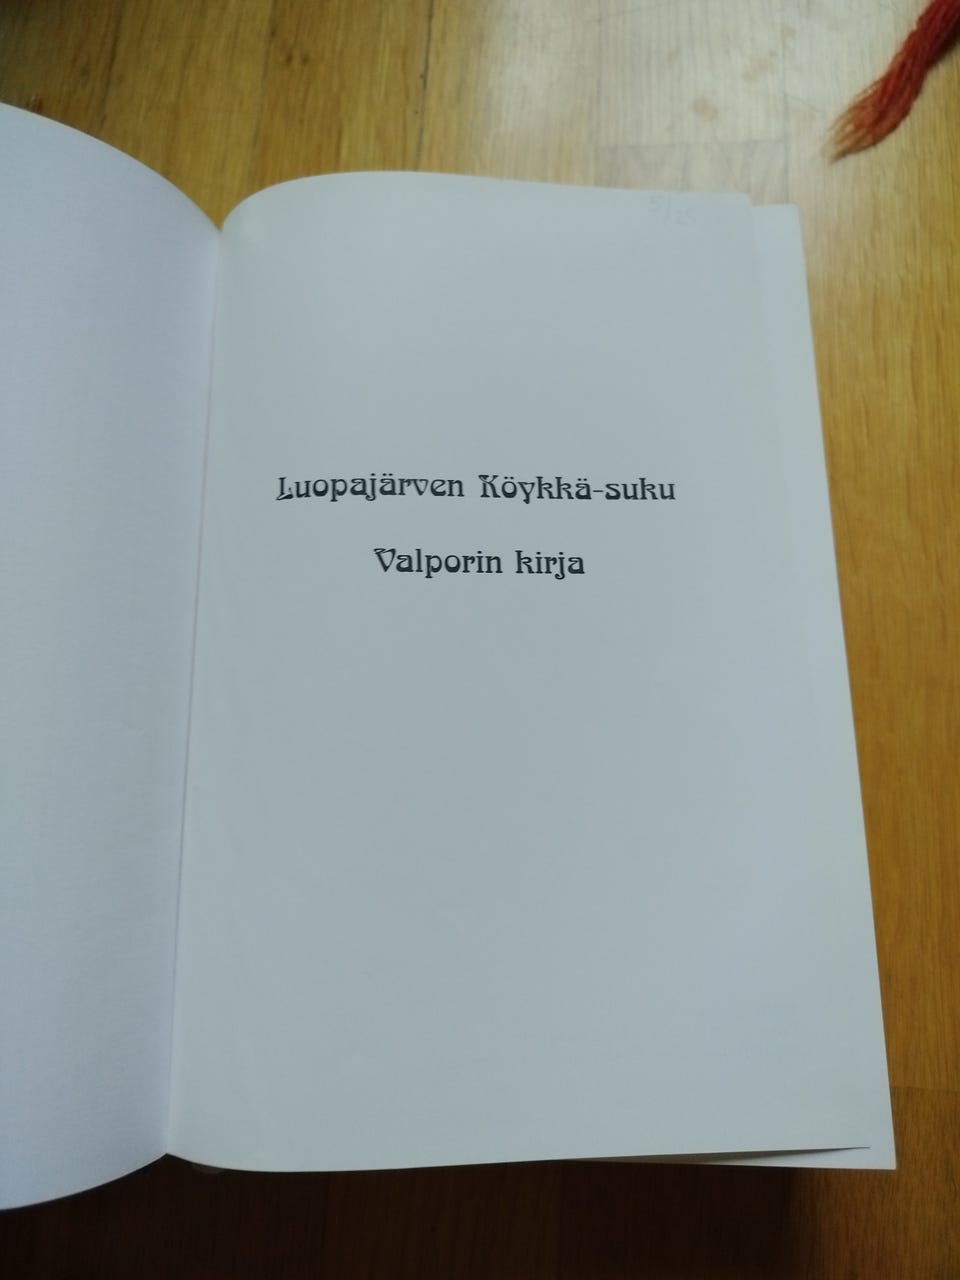 Luopajärven Köykkä-suku
Valporin kirja